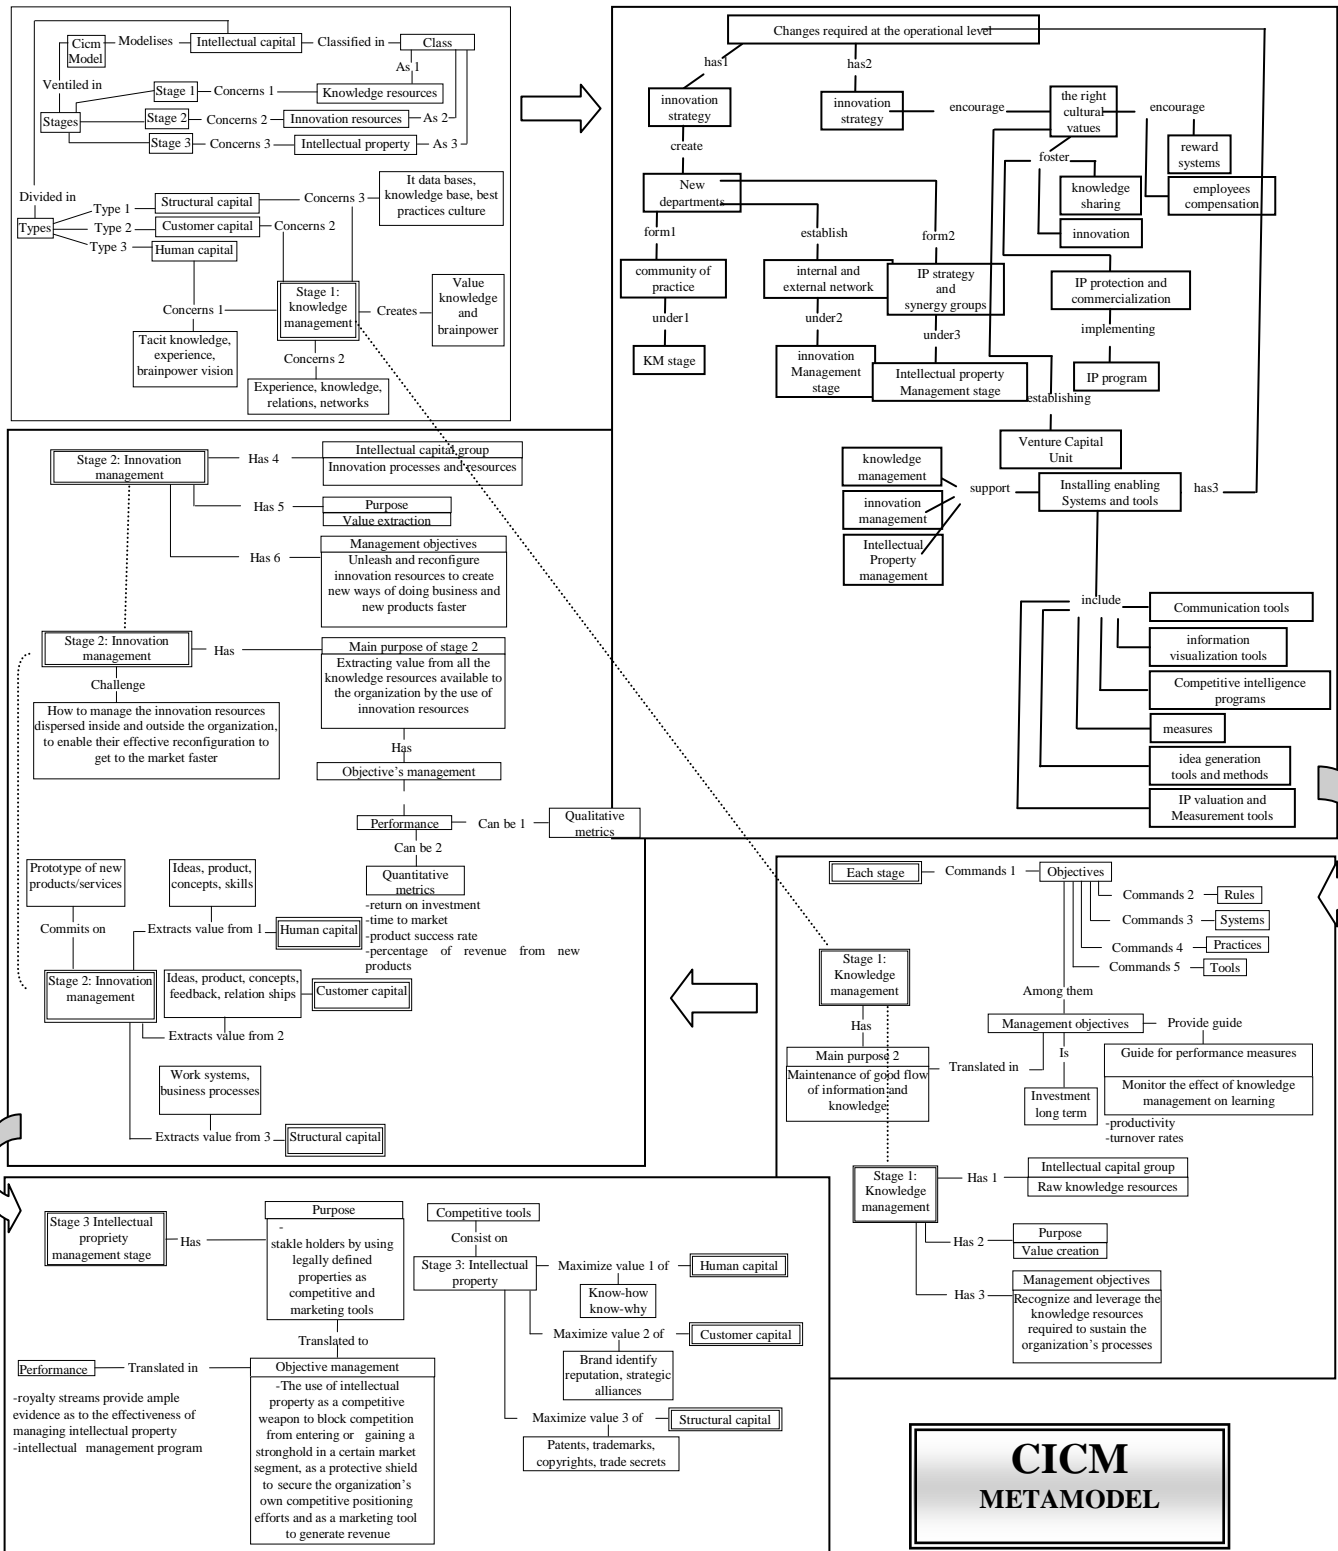 Cicm
Model
Modelises
Intellectual capital
Classified in
Class
As 1
Ventiled in
Stage 1
Concerns 1
Knowledge resources
Stages
Stage 2
Concerns 2
Innovation resources
As 2
Stage 3
Concerns 3
Intellectual property
As 3
Divided in
Types
Type 1
Structural capital
Concerns 3
It data bases,
knowledge base, best
practices culture
Type 2
Customer capital
Concerns 2
Type 3
Human capital
Concerns 1
Stage 1:
knowledge
management
Creates
Value
knowledge
and
brainpower
Tacit knowledge,
experience,
brainpower vision
Concerns 2
Experience, knowledge,
relations, networks
Changes required at the operational level
has1
has2
innovation
strategy
innovation
strategy
encourage
the right
cultural
vatues
encourage
create
foster
reward
systems
New
departments
knowledge
sharing
employees
compensation
innovation
form1
establish
form2
community of
practice
internal and
external network
IP strategy
and
synergy groups
IP protection and
commercialization
under1
under2
under3
implementing
KM stage
innovation
Management
stage
Intellectual property
Management stage
IP program
establishing
Venture Capital
Unit
knowledge
management
support
Installing enabling
Systems and tools
has3
innovation
management
Intellectual
Property
management
include
Communication tools
information
visualization tools
Competitive intelligence
programs
measures
idea generation
tools and methods
IP valuation and
Measurement tools
Stage 2: Innovation
management
Has 4
Intellectual capital group
Innovation processes and resources
Has 5
Purpose
Value extraction
Has 6
Management objectives
Unleash and reconfigure
innovation resources to create
new ways of doing business and
new products faster
Stage 2: Innovation
management
Has
Main purpose of stage 2
Extracting value from all the
knowledge resources available to
the organization by the use of
innovation resources
Challenge
How to manage the innovation resources
dispersed inside and outside the organization,
to enable their effective reconfiguration to
get to the market faster
Has
Objective’s management
Performance
Can be 1
Qualitative
metrics
Can be 2
Quantitative
metrics
-return on investment
-time to market
-product success rate
-percentage of revenue from new
products
Prototype of new
products/services
Ideas, product,
concepts, skills
Commits on
Extracts value from 1
Human capital
Stage 2: Innovation
management
Ideas, product, concepts,
feedback, relation ships
Customer capital
Extracts value from 2
Work systems,
business processes
Extracts value from 3
Structural capital
Each stage
Commands 1
Objectives
Commands 2
Rules
Commands 3
Systems
Commands 4
Practices
Commands 5
Tools
Stage 1:
Knowledge
management
Among them
Has
Management objectives
Provide guide
Main purpose 2
Maintenance of good flow
of information and
knowledge
Translated in
Is
Investment
long term
Guide for performance measures
Monitor the effect of knowledge
management on learning
-productivity
-turnover rates
Stage 1:
Knowledge
management
Has 1
Intellectual capital group
Raw knowledge resources
Has 2
Purpose
Value creation
Has 3
Management objectives
Recognize and leverage the
knowledge resources
required to sustain the
organization’s processes
Stage 3 Intellectual
propriety
management stage
Has
Purpose
-
stakle holders by using
legally defined
properties as
competitive and
marketing tools
Translated to
Performance
Translated in
Objective management
-The use of intellectual
property as a competitive
weapon to block competition
from entering or gaining a
stronghold in a certain market
segment, as a protective shield
to secure the organization’s
own competitive positioning
efforts and as a marketing tool
to generate revenue
-royalty streams provide ample
evidence as to the effectiveness of
managing intellectual property
-intellectual management program
Competitive tools
Consist on
Stage 3: Intellectual
property
Maximize value 1 of
Human capital
Know-how
know-why
Maximize value 2 of
Customer capital
Brand identify
reputation, strategic
alliances
Maximize value 3 of
Structural capital
Patents, trademarks,
copyrights, trade secrets
CICM
METAMODEL